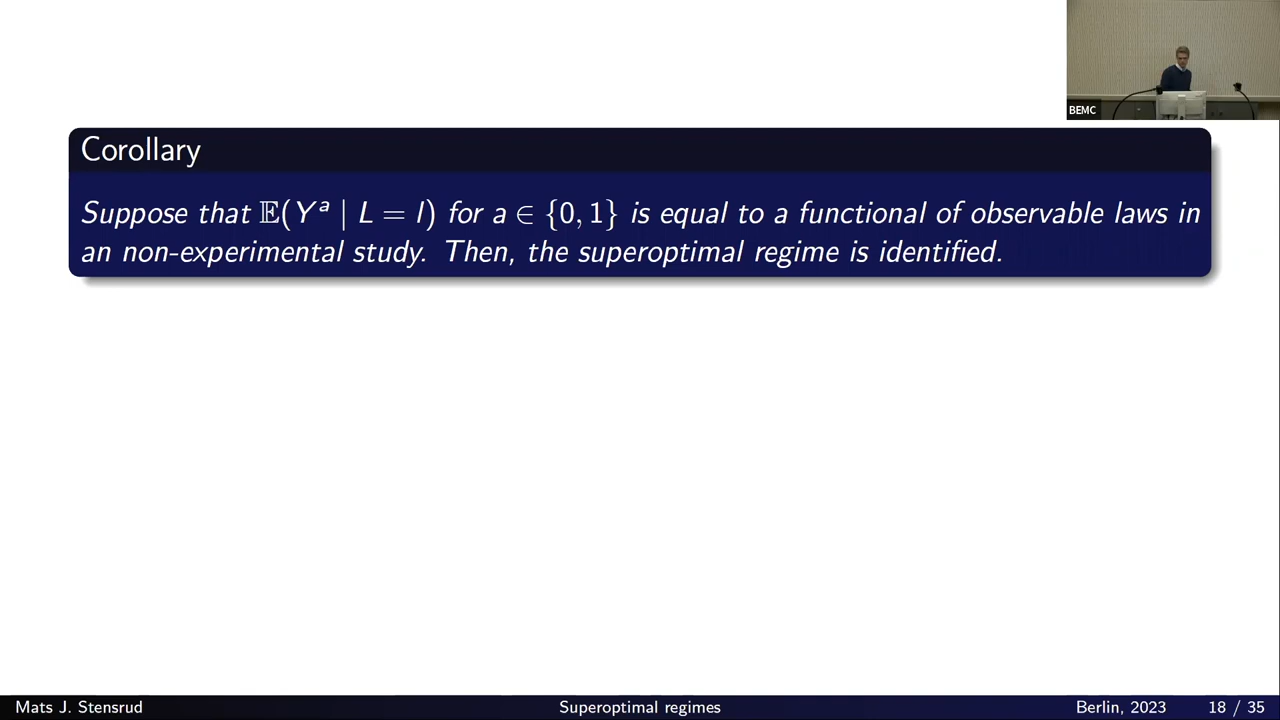 BEMC
Corollary
Suppose that 𝔼(Yᵃ | L = l) for a ∈ {0, 1} is equal to a functional of observable laws in
an non-experimental study. Then, the superoptimal regime is identified.
Mats J. Stensrud Superoptimal regimes Berlin, 2023 18 / 35